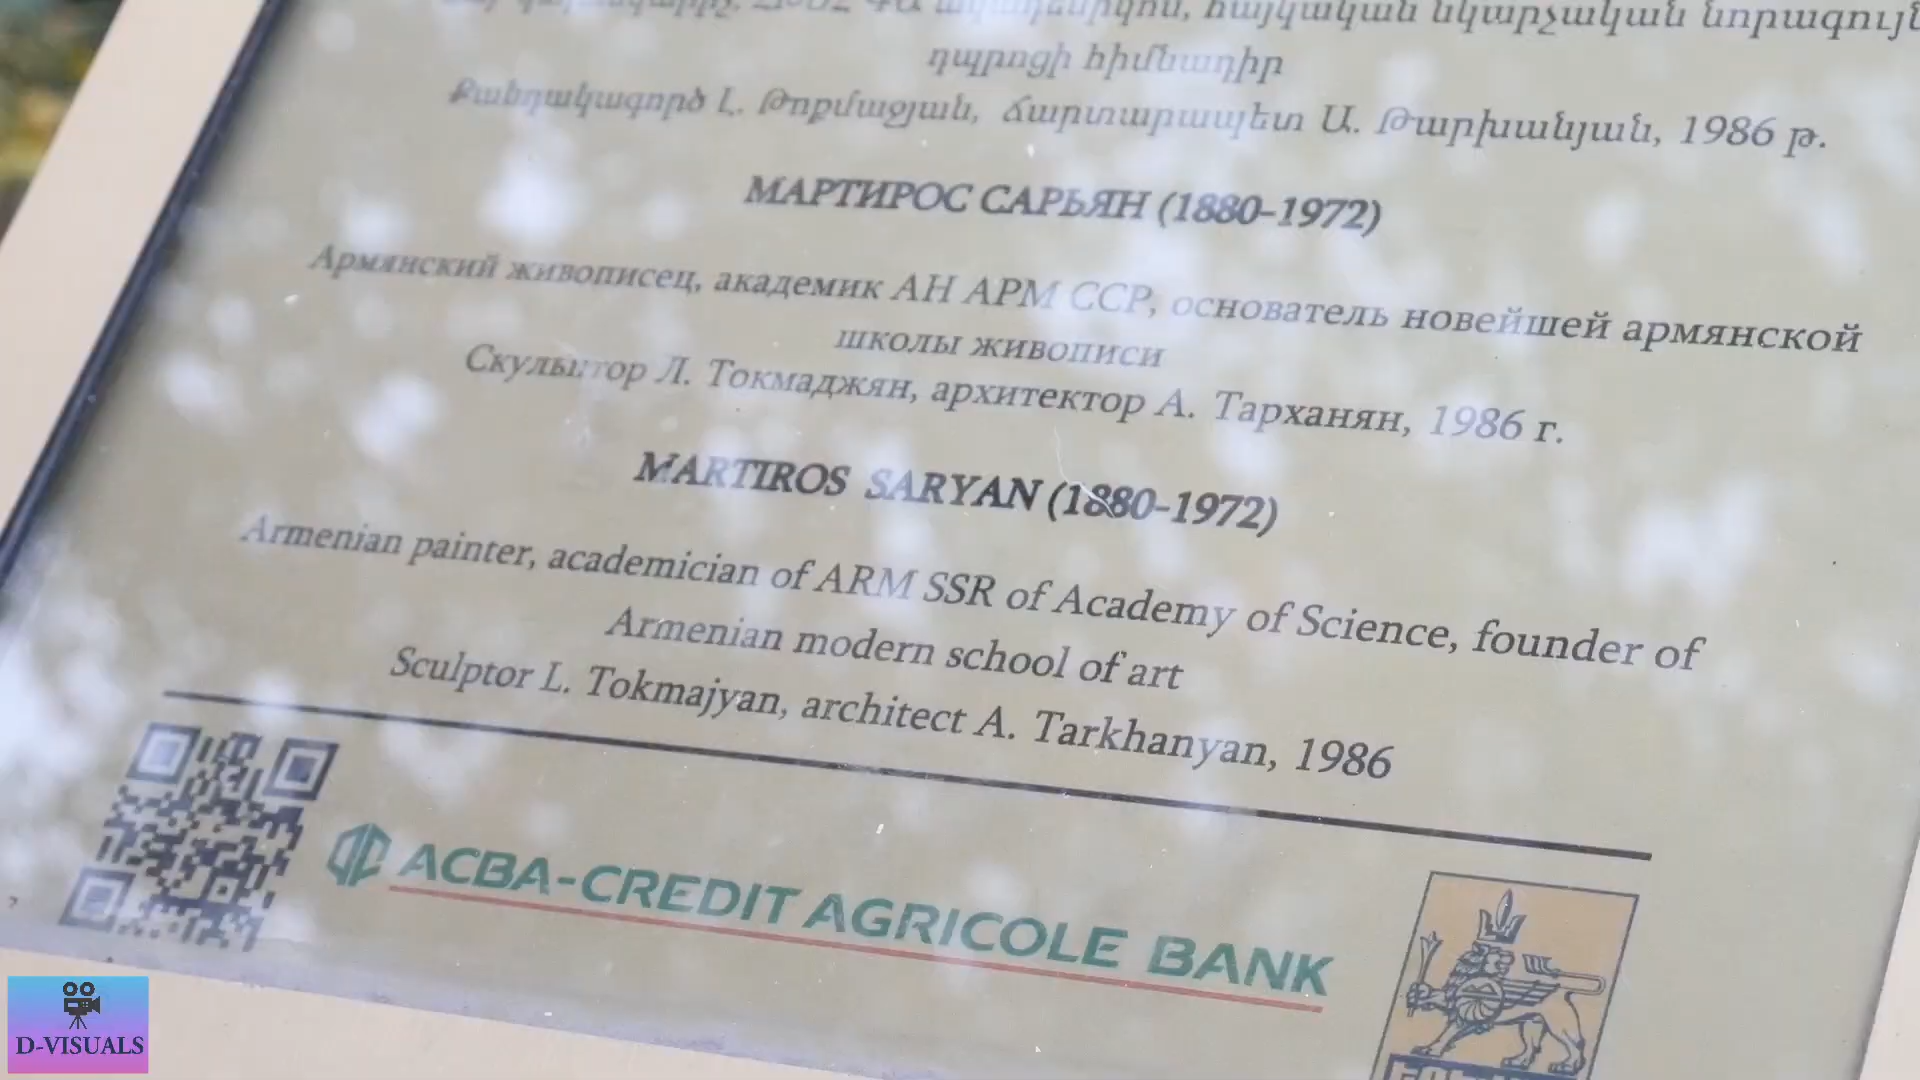 հայկական նկարչական նորագույն
դպրոցի հիմնադիր
Քանդակագործ Լ. Թոքմաջյան, Ճարտարապետ Ա. Թարխանյան, 1986 թ.
МАРТИРОС САРЬЯН (1880-1972)
Армянский живописец, академик АН АРМ ССР, основатель новейшей армянской
школы живописи
Скульптор Л. Токмаджян, архитектор А. Тарханян, 1986 г.
MARTIROS SARYAN (1880-1972)
Armenian painter, academician of ARM SSR of Academy of Science, founder of
Armenian modern school of art
Sculptor L. Tokmajyan, architect A. Tarkhanyan, 1986
ACBA-CREDIT AGRICOLE BANK
D-VISUALS